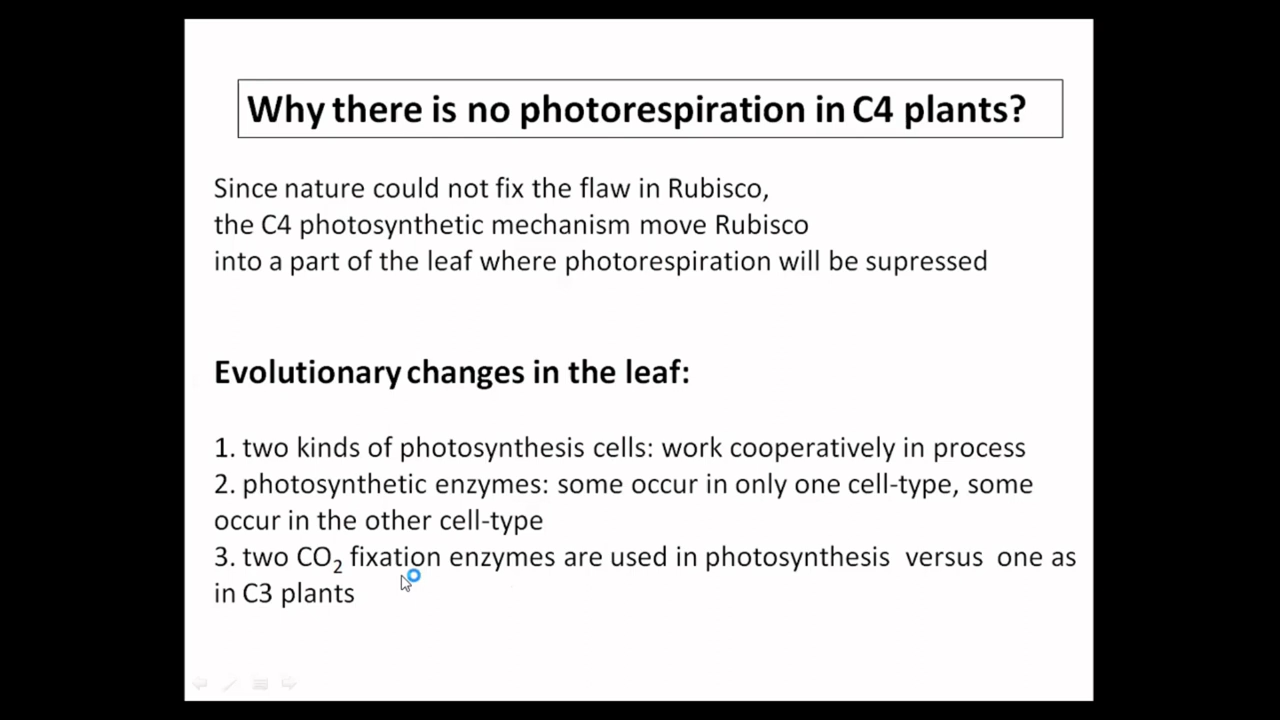 Why there is no photorespiration in C4 plants?
Since nature could not fix the flaw in Rubisco,
the C4 photosynthetic mechanism move Rubisco
into a part of the leaf where photorespiration will be supressed
Evolutionary changes in the leaf:
1. two kinds of photosynthesis cells: work cooperatively in process
2. photosynthetic enzymes: some occur in only one cell-type, some
occur in the other cell-type
3. two CO₂ fixation enzymes are used in photosynthesis versus one as
in C3 plants